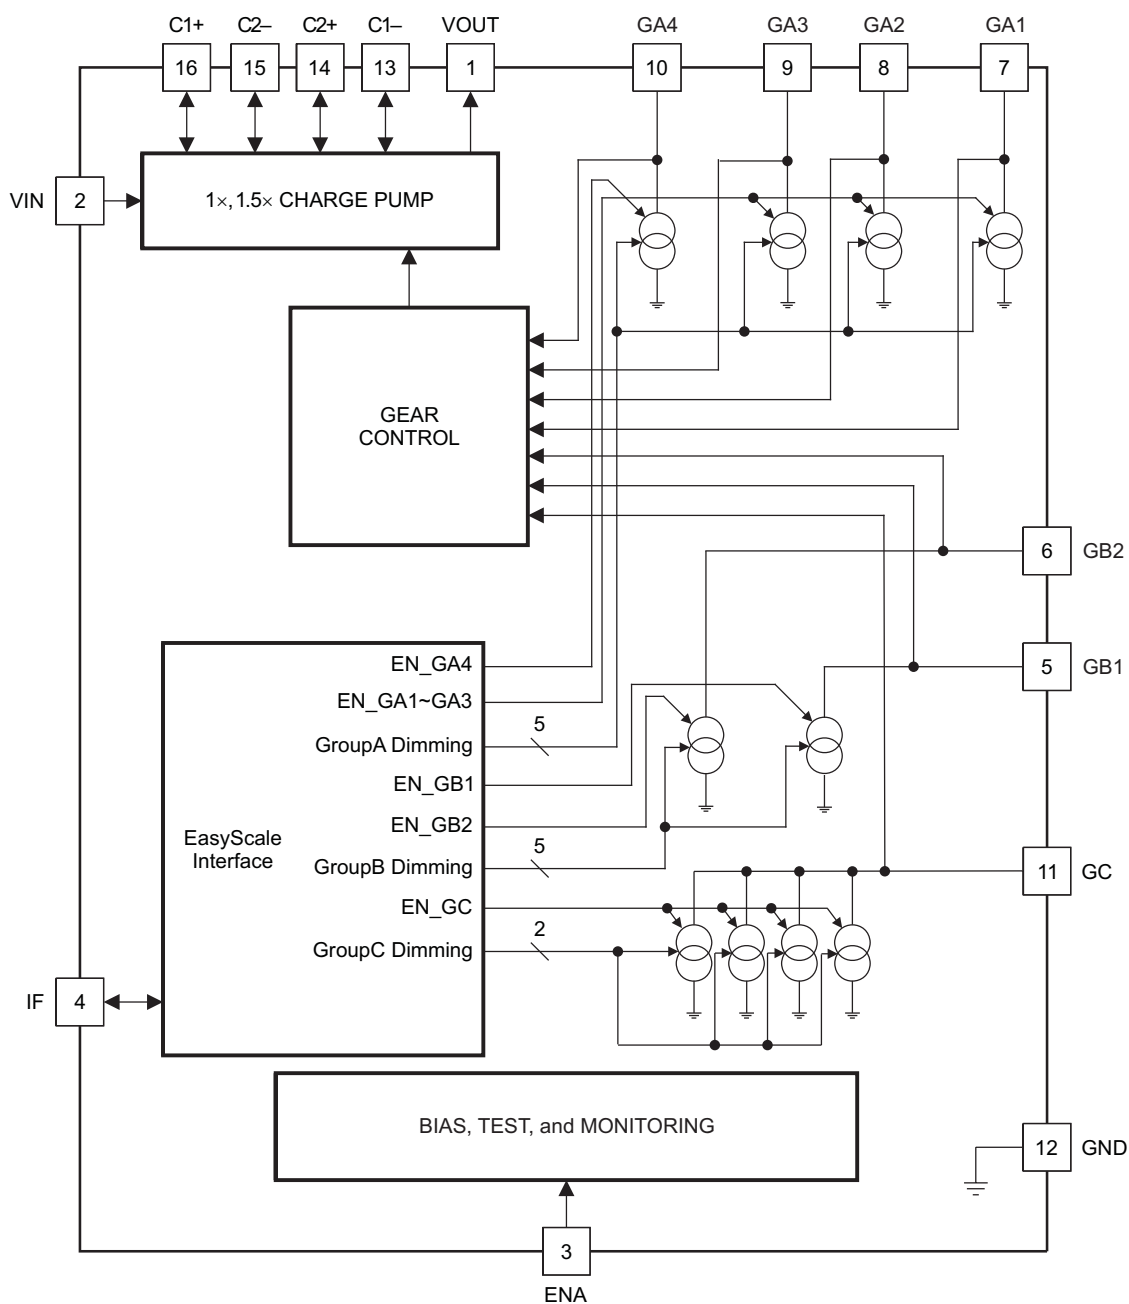 C1+ C2– C2+ C1– VOUT GA4 GA3 GA2 GA1
16 15 14 13 1 10 9 8 7
VIN 2
1×, 1.5× CHARGE PUMP
GEAR
CONTROL
6 GB2
5 GB1
EN_GA4
EN_GA1~GA3
5
GroupA Dimming
EN_GB1
EN_GB2
EasyScale
Interface
5
GroupB Dimming
11 GC
EN_GC
2
GroupC Dimming
IF 4
BIAS, TEST, and MONITORING
12 GND
3
ENA